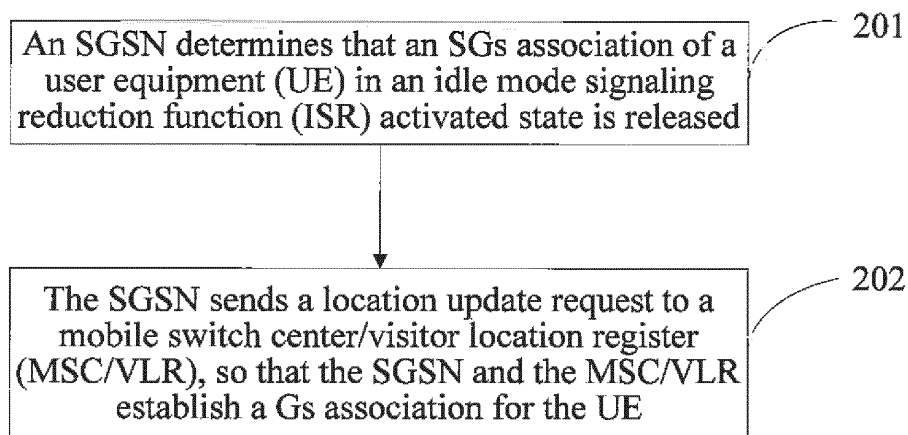 An SGSN determines that an SGs association of a
user equipment (UE) in an idle mode signaling
reduction function (ISR) activated state is released
201
The SGSN sends a location update request to a
mobile switch center/visitor location register
(MSC/VLR), so that the SGSN and the MSC/VLR
establish a Gs association for the UE
202